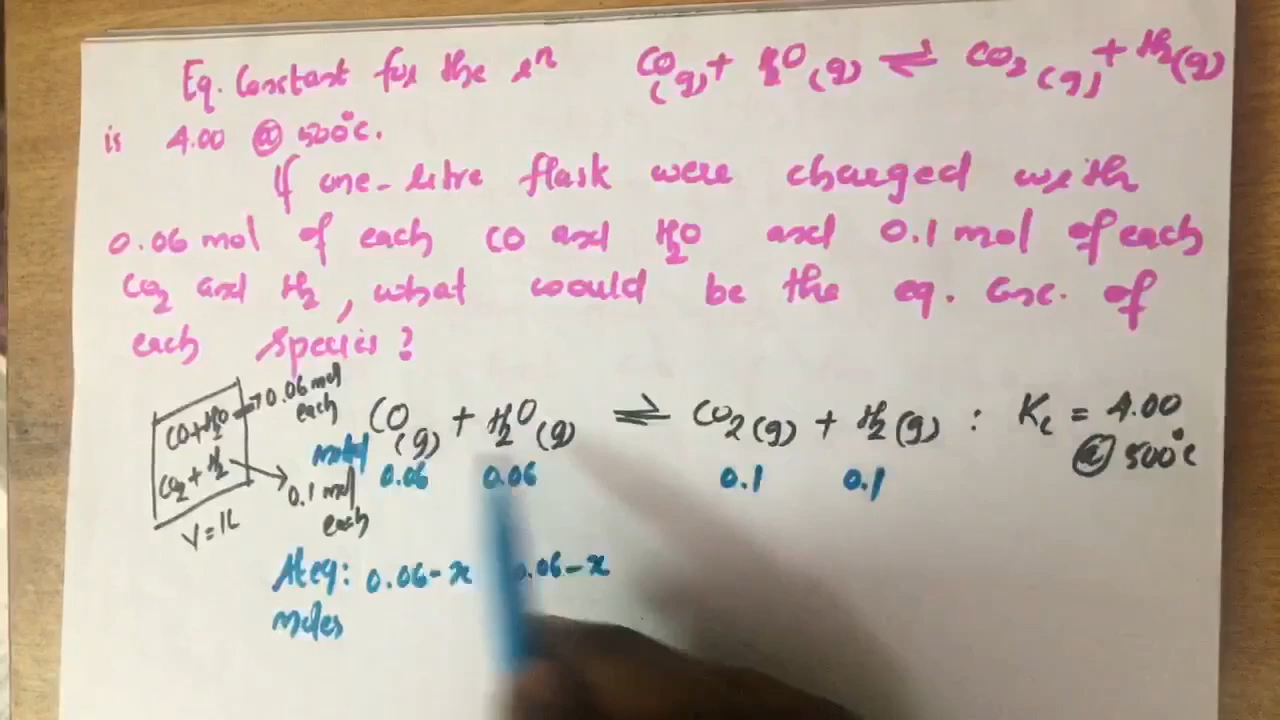 Eq. Constant for the rn CO(g) + H2O(g) ⇌ CO2(g) + H2(g)
is 4.00 @ 500°C.
If one-litre flask were charged with
0.06 mol of each CO and H2O and 0.1 mol of each
CO2 and H2, what would be the eq. conc. of
each species?
CO+H2O → 0.06 mol each
CO2 + H2 → 0.1 mol each
V=1L
CO(g) + H2O(g) ⇌ CO2(g) + H2(g) : Kc = 4.00
@ 500°C
0.06 0.06 0.1 0.1
At eq: 0.06-x 0.06-x
moles